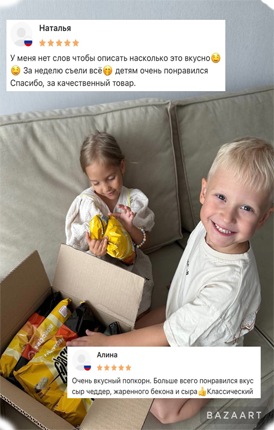 Наталья
У меня нет слов чтобы описать насколько это вкусно😋
😋 За неделю съели всё🤭 детям очень понравился
Спасибо, за качественный товар.
Алина
Очень вкусный попкорн. Больше всего понравился вкус
сыр чеддер, жаренного бекона и сыра👍Классический
BAZAART